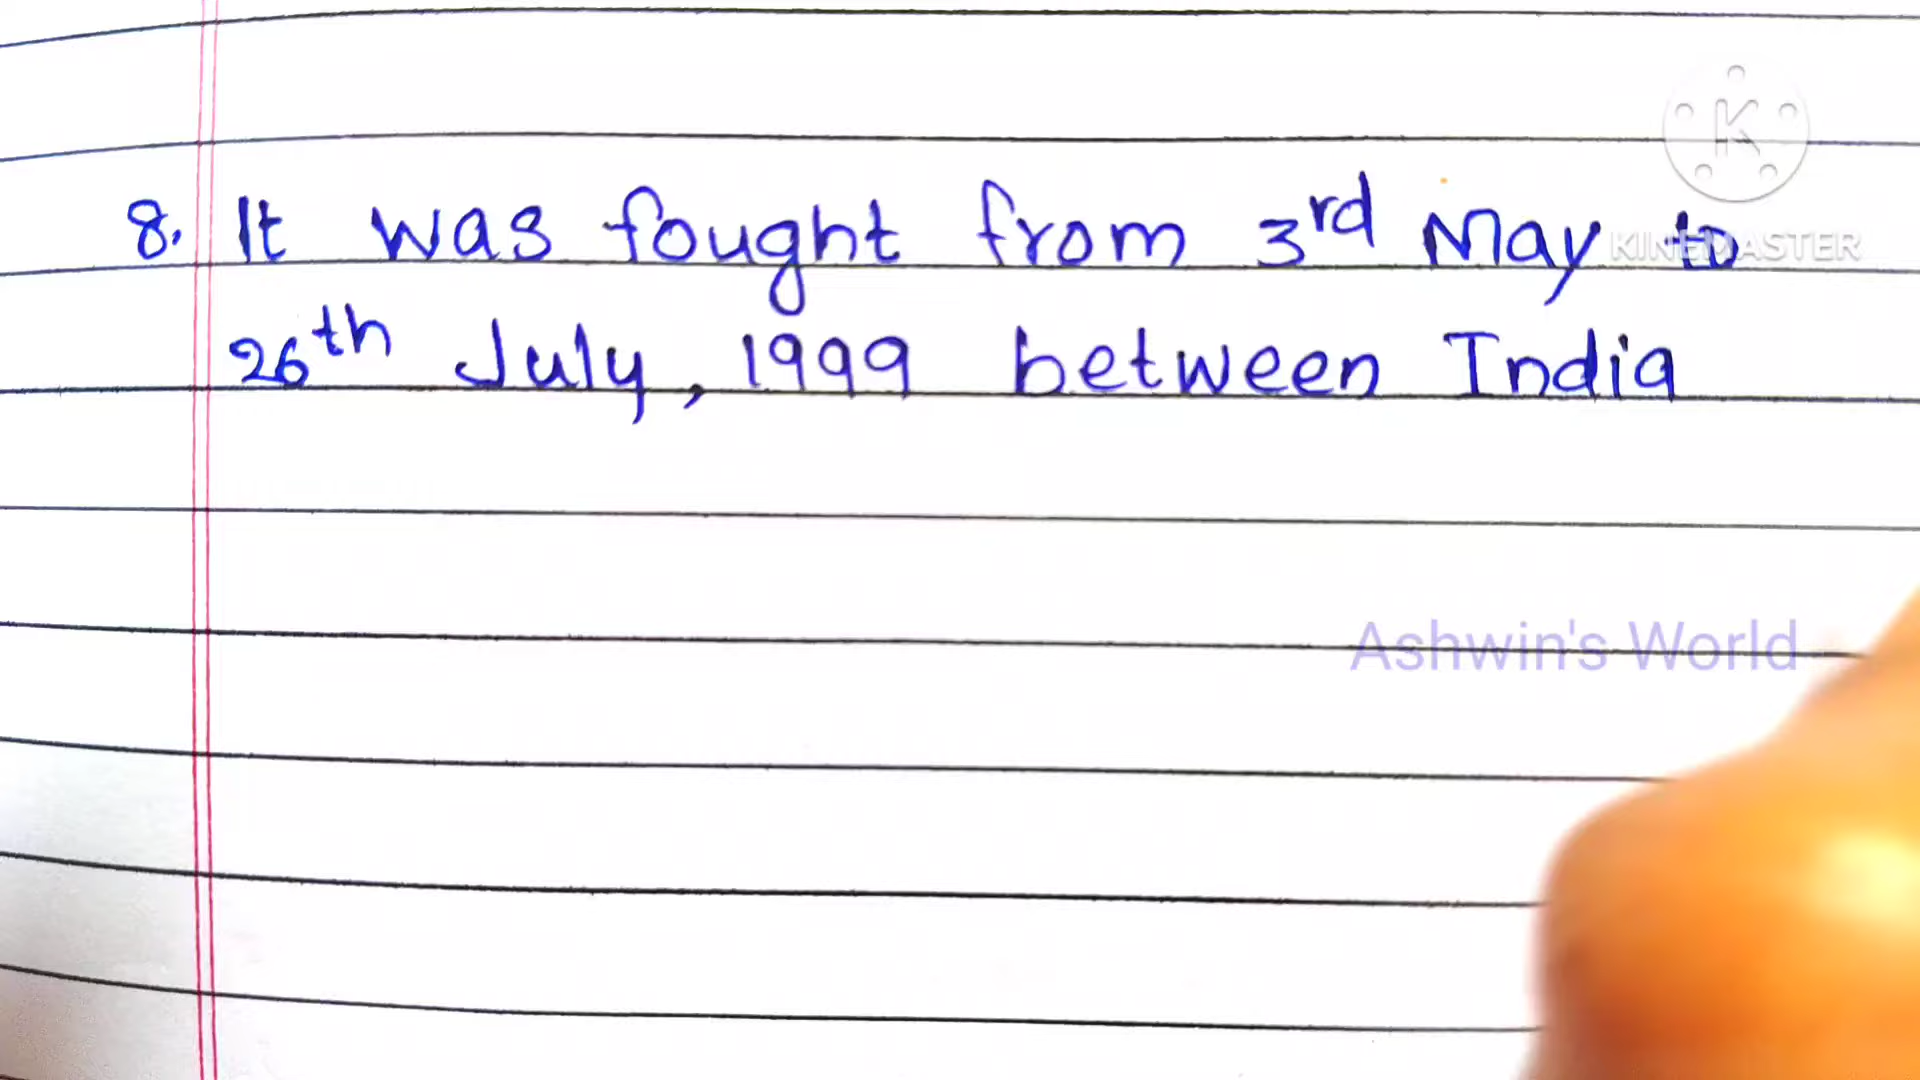 8. It was fought from 3rd May to
26th July, 1999 between India
KINEMASTER
Ashwin's World